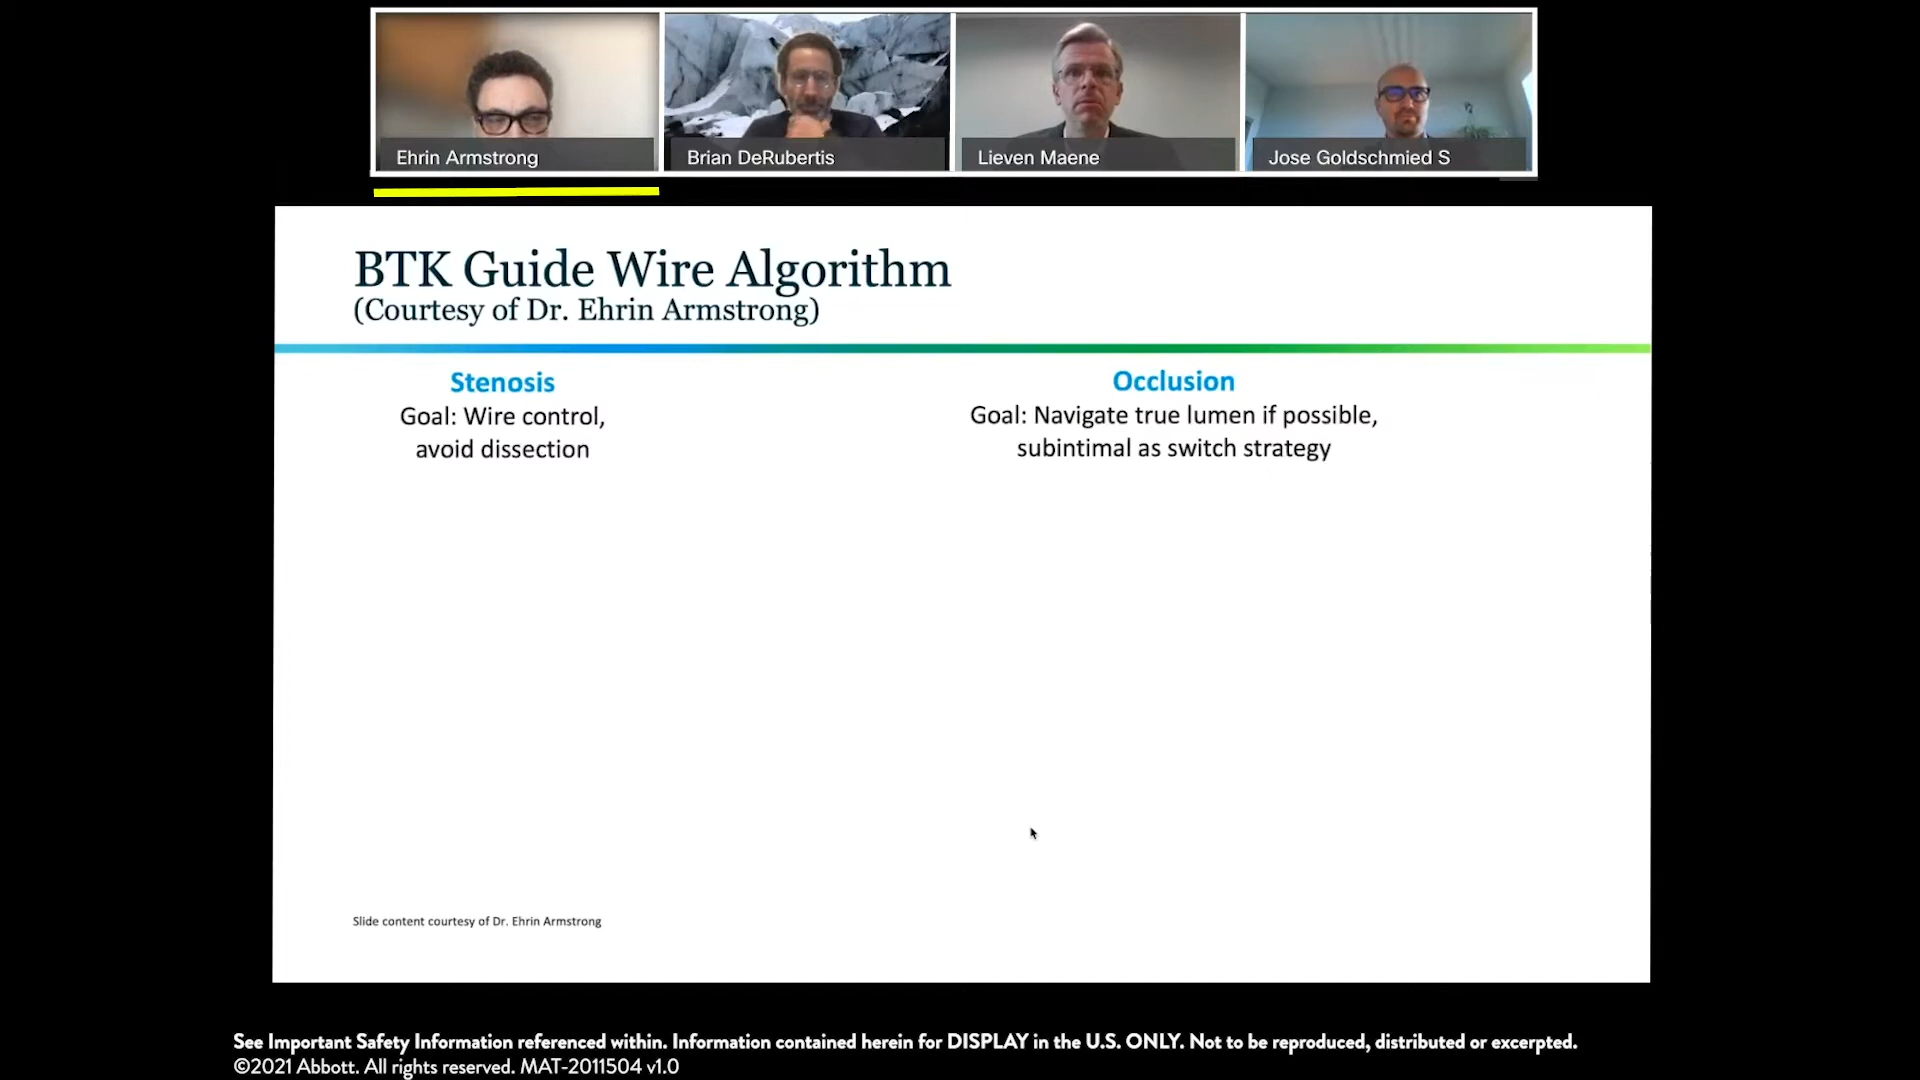 Ehrin Armstrong
Brian DeRubertis
Lieven Maene
Jose Goldschmied S
BTK Guide Wire Algorithm
(Courtesy of Dr. Ehrin Armstrong)
Stenosis
Goal: Wire control,
avoid dissection
Occlusion
Goal: Navigate true lumen if possible,
subintimal as switch strategy
Slide content courtesy of Dr. Ehrin Armstrong
See Important Safety Information referenced within. Information contained herein for DISPLAY in the U.S. ONLY. Not to be reproduced, distributed or excerpted.
©2021 Abbott. All rights reserved. MAT-2011504 v1.0